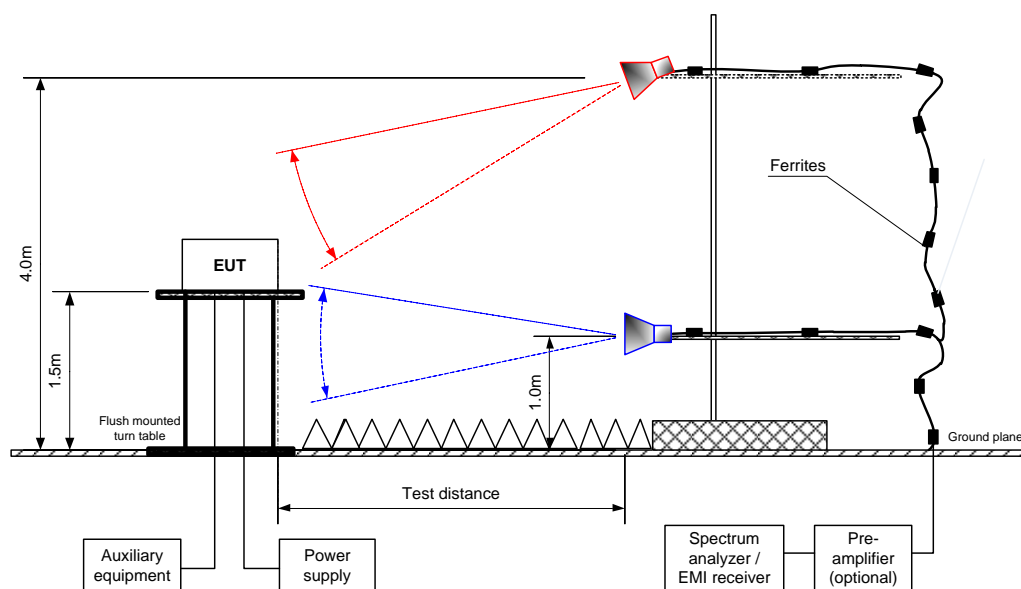 Ferrites
4.0m
EUT
1.5m
1.0m
Flush mounted
turn table
Ground plane
Test distance
Auxiliary
equipment
Power
supply
Spectrum
analyzer /
EMI receiver
Pre-
amplifier
(optional)